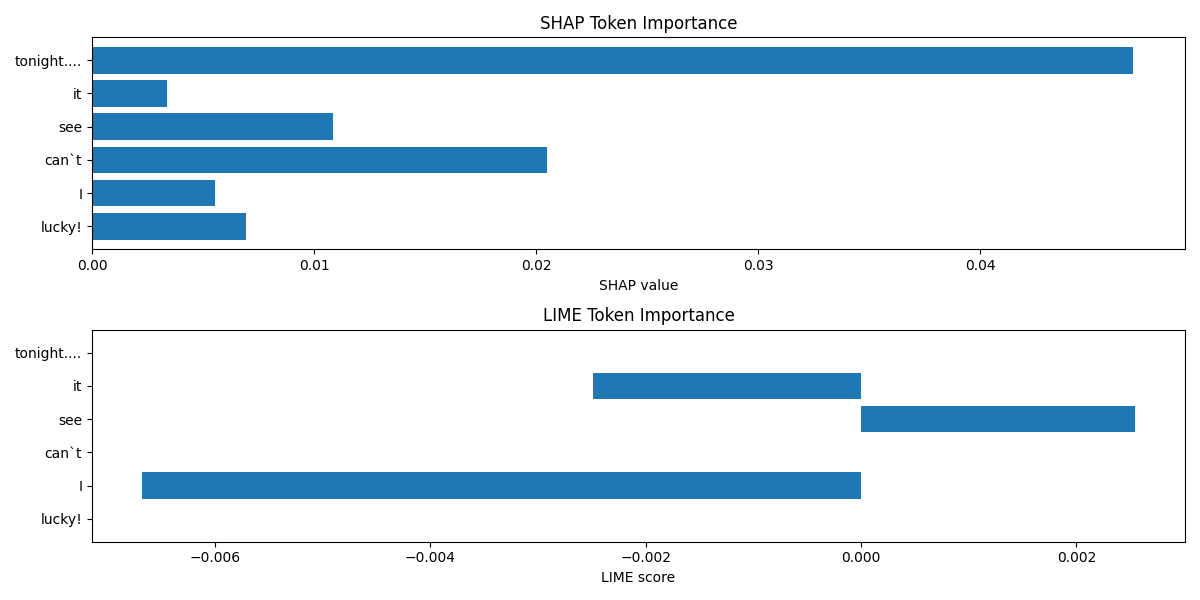 SHAP Token Importance
tonight....
it
see
can`t
I
lucky!
0.00 0.01 0.02 0.03 0.04
SHAP value
LIME Token Importance
tonight....
it
see
can`t
I
lucky!
−0.006 −0.004 −0.002 0.000 0.002
LIME score